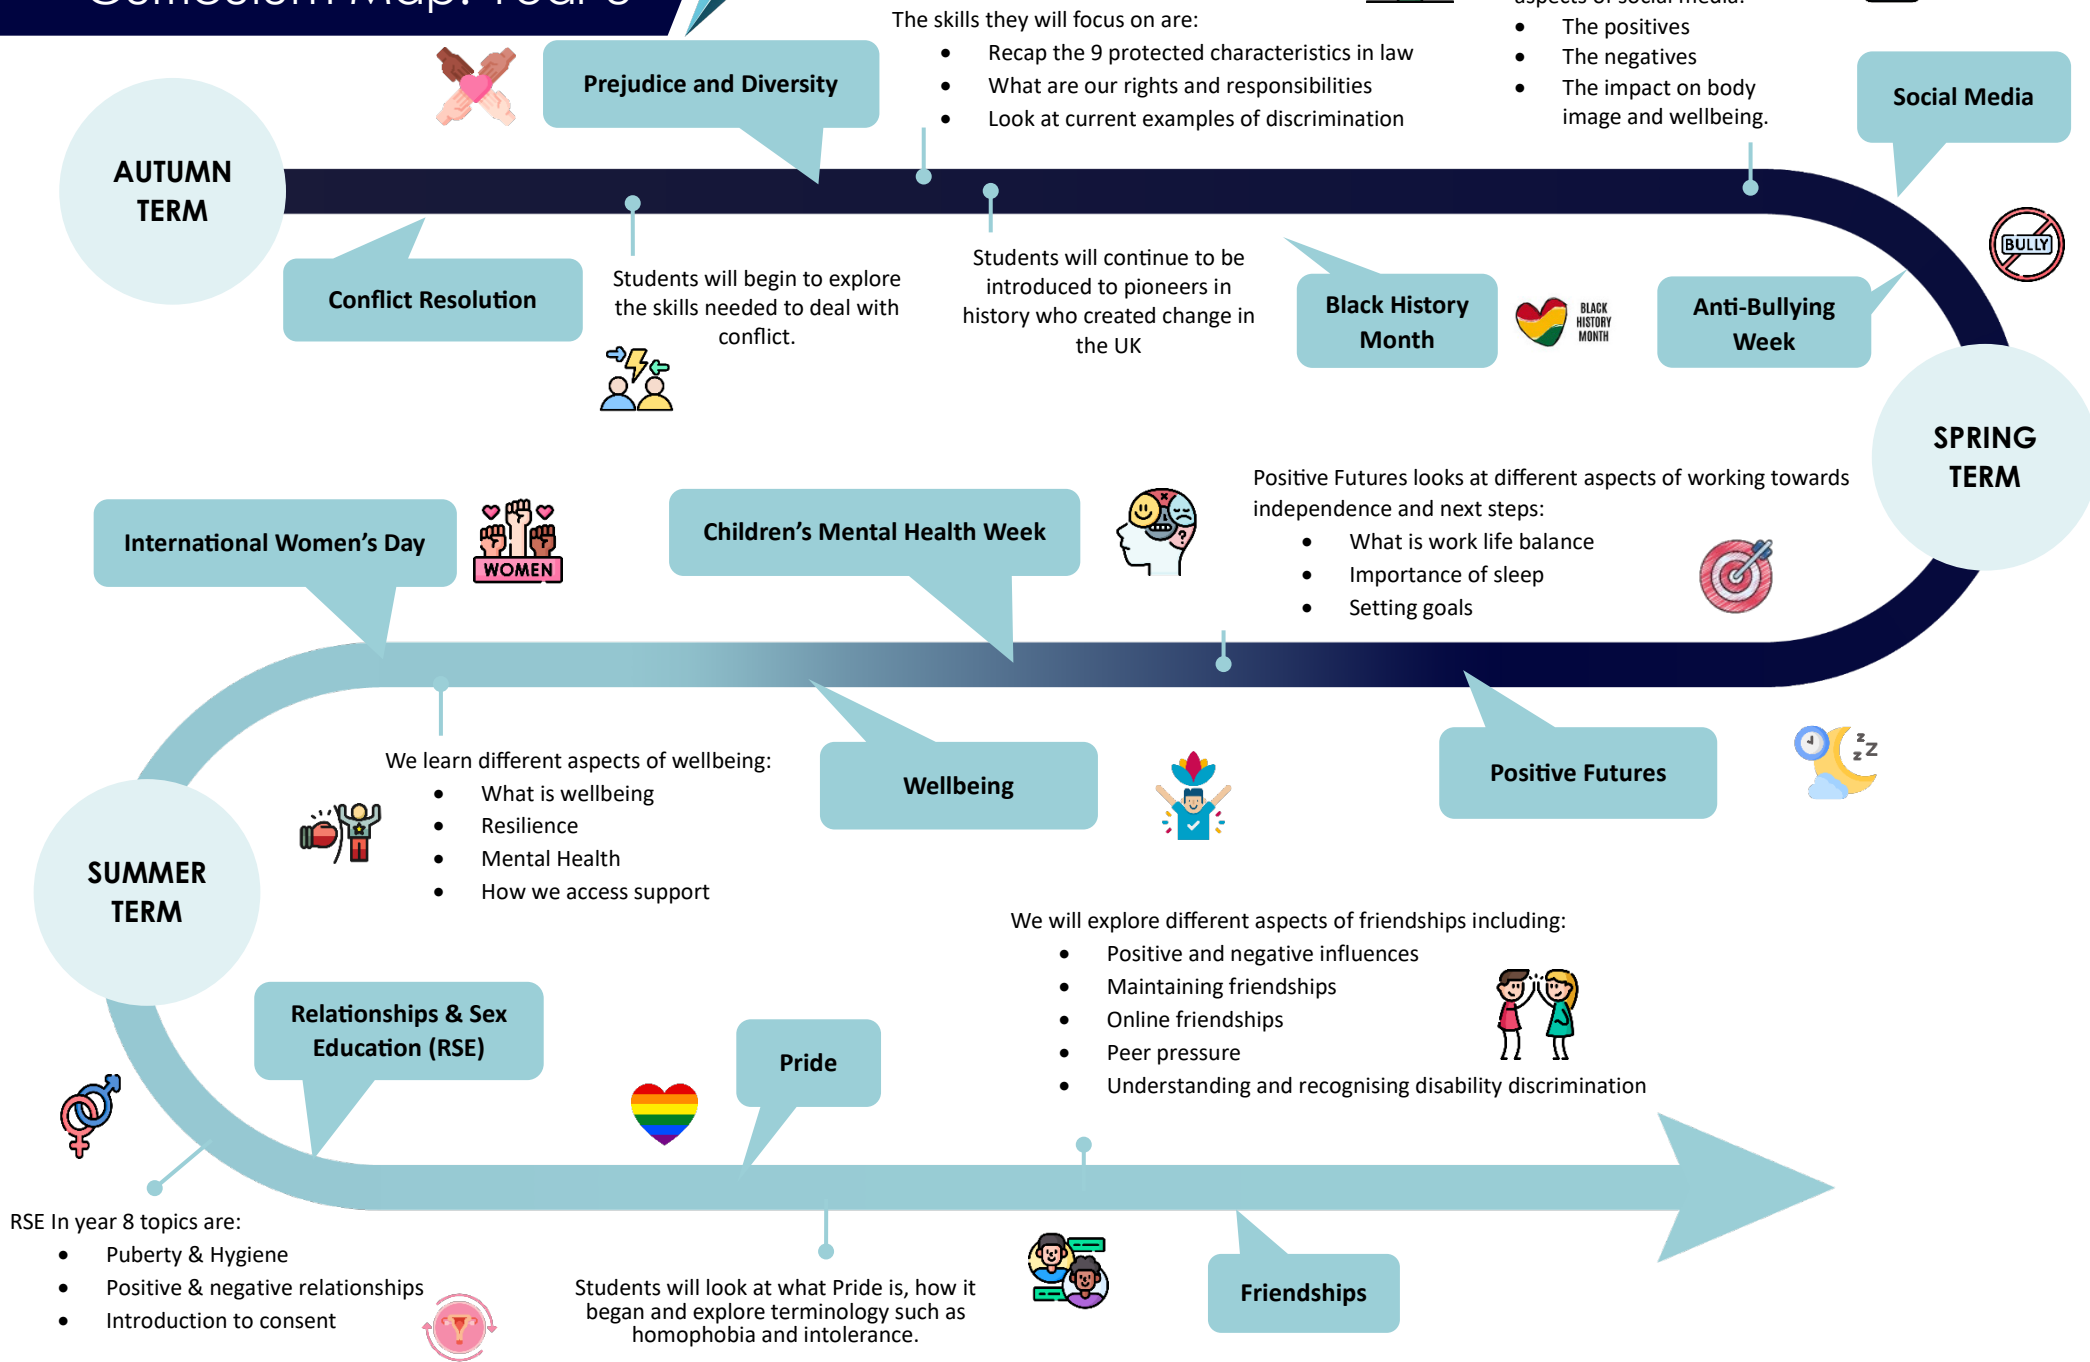 Curriculum Map: Year 8
The skills they will focus on are:
• Recap the 9 protected characteristics in law
• What are our rights and responsibilities
• Look at current examples of discrimination
aspects of social media:
• The positives
• The negatives
• The impact on body
image and wellbeing.
Prejudice and Diversity
Social Media
AUTUMN
TERM
Conflict Resolution
Students will begin to explore
the skills needed to deal with
conflict.
Students will continue to be
introduced to pioneers in
history who created change in
the UK
Black History
Month
BLACK
HISTORY
MONTH
Anti-Bullying
Week
BULLY
SPRING
TERM
International Women's Day
WOMEN
Children's Mental Health Week
Positive Futures looks at different aspects of working towards
independence and next steps:
• What is work life balance
• Importance of sleep
• Setting goals
We learn different aspects of wellbeing:
• What is wellbeing
• Resilience
• Mental Health
• How we access support
Wellbeing
Positive Futures
z z Z
SUMMER
TERM
Relationships & Sex
Education (RSE)
Pride
We will explore different aspects of friendships including:
• Positive and negative influences
• Maintaining friendships
• Online friendships
• Peer pressure
• Understanding and recognising disability discrimination
RSE In year 8 topics are:
• Puberty & Hygiene
• Positive & negative relationships
• Introduction to consent
Students will look at what Pride is, how it
began and explore terminology such as
homophobia and intolerance.
Friendships